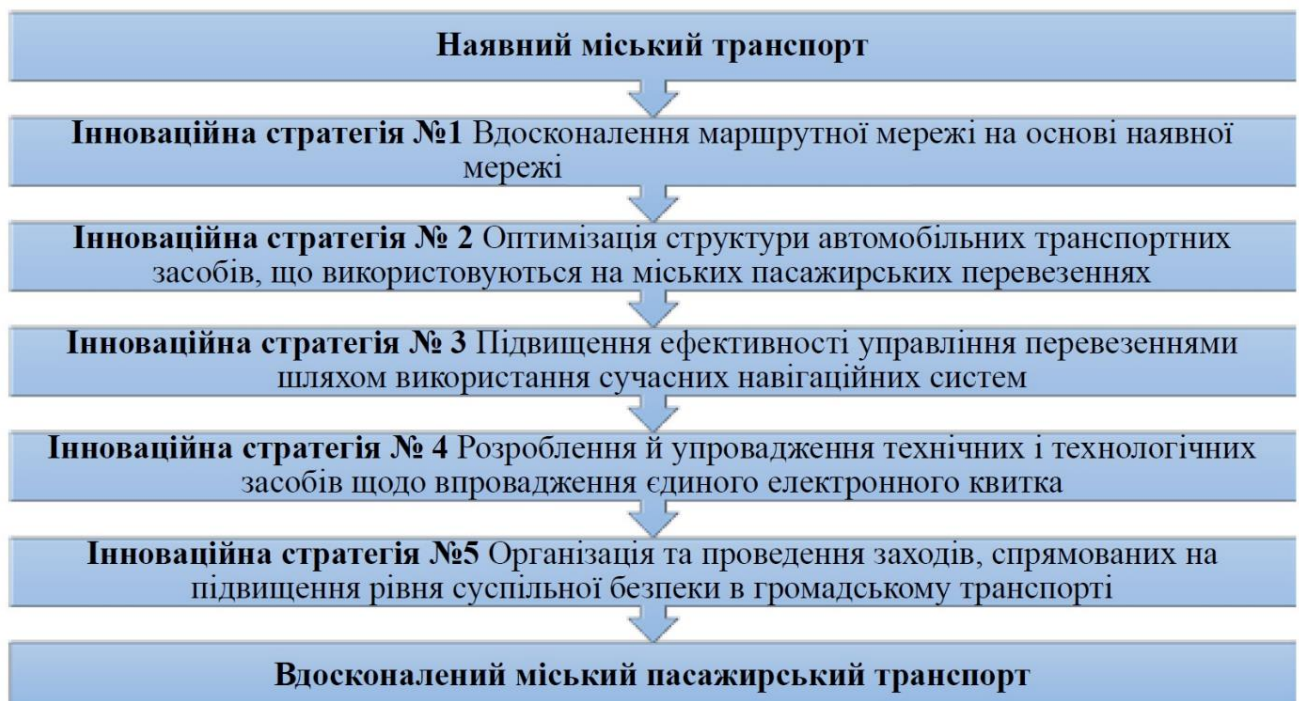 Наявний міський транспорт
Інноваційна стратегія №1 Вдосконалення маршрутної мережі на основі наявної
мережі
Інноваційна стратегія № 2 Оптимізація структури автомобільних транспортних
засобів, що використовуються на міських пасажирських перевезеннях
Інноваційна стратегія № 3 Підвищення ефективності управління перевезеннями
шляхом використання сучасних навігаційних систем
Інноваційна стратегія № 4 Розроблення й упровадження технічних і технологічних
засобів щодо впровадження єдиного електронного квитка
Інноваційна стратегія №5 Організація та проведення заходів, спрямованих на
підвищення рівня суспільної безпеки в громадському транспорті
Вдосконалений міський пасажирський транспорт